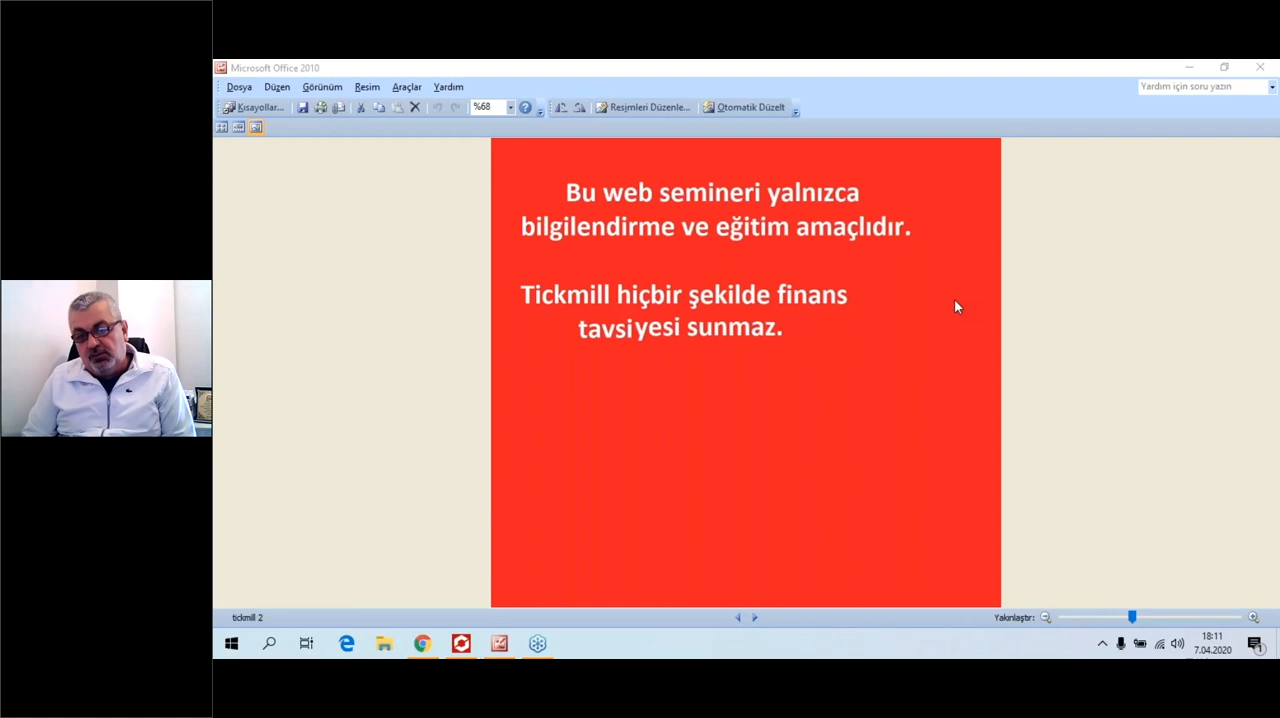 Microsoft Office 2010
Dosya Düzen Görünüm Resim Araçlar Yardım
Yardım için soru yazın
Kısayollar... %68 Resimleri Düzenle... Otomatik Düzelt
Bu web semineri yalnızca
bilgilendirme ve eğitim amaçlıdır.
Tickmill hiçbir şekilde finans
tavsiyesi sunmaz.
tickmill 2
Yakınlaştır:
18:11
7.04.2020